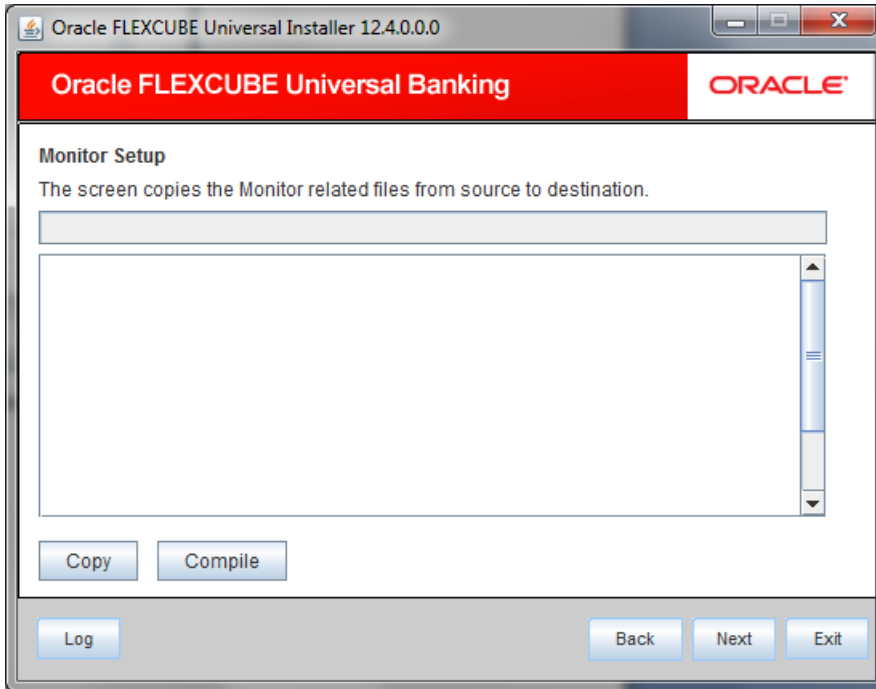 Oracle FLEXCUBE Universal Installer 12.4.0.0.0
Oracle FLEXCUBE Universal Banking
ORACLE
Monitor Setup
The screen copies the Monitor related files from source to destination.
Copy Compile
Log Back Next Exit